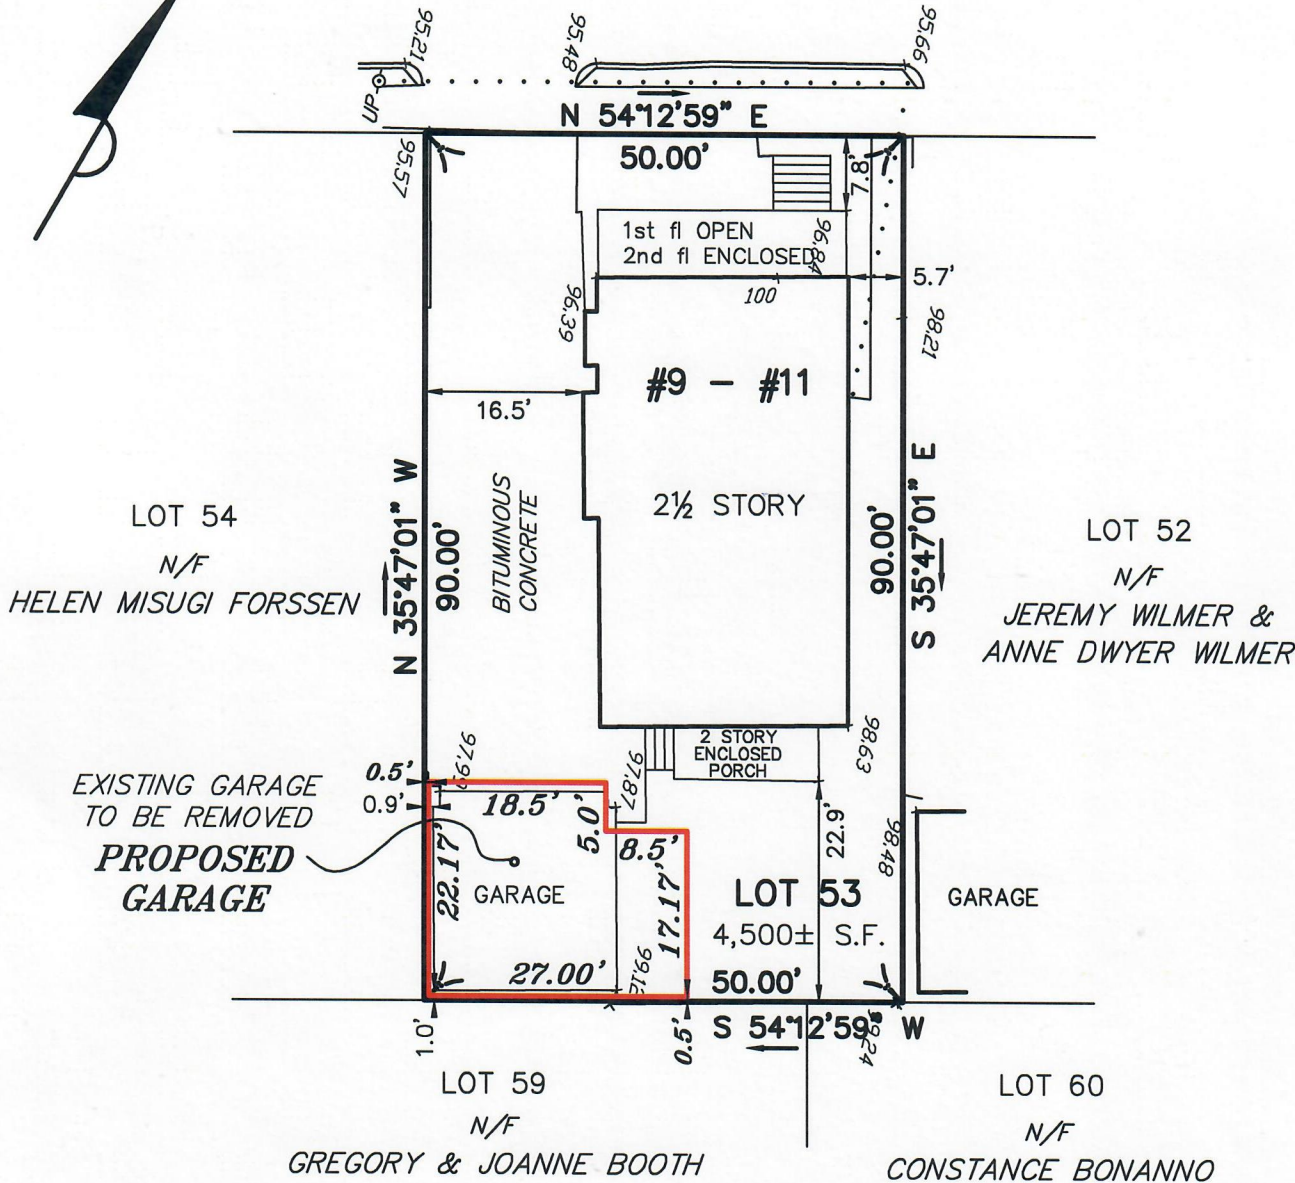 95.21
95.48
95.66
UP
N 54°12'59" E
50.00'
95.57
7.8'
1st fl OPEN
2nd fl ENCLOSED
96.84
5.7'
100
96.39
98.21
#9 - #11
16.5'
2½ STORY
BITUMINOUS
CONCRETE
N 35°47'01" W
90.00'
90.00'
S 35°47'01" E
LOT 54
N/F
HELEN MISUGI FORSSEN
LOT 52
N/F
JEREMY WILMER &
ANNE DWYER WILMER
2 STORY
ENCLOSED
PORCH
98.63
97.87
EXISTING GARAGE
TO BE REMOVED
PROPOSED
GARAGE
0.5'
0.9'
18.5'
5.0'
8.5'
22.17'
17.17'
22.9'
98.48
GARAGE
LOT 53
4,500± S.F.
GARAGE
27.00'
50.00'
1.0'
0.5'
S 54°12'59" W
99.24
LOT 59
N/F
GREGORY & JOANNE BOOTH
LOT 60
N/F
CONSTANCE BONANNO